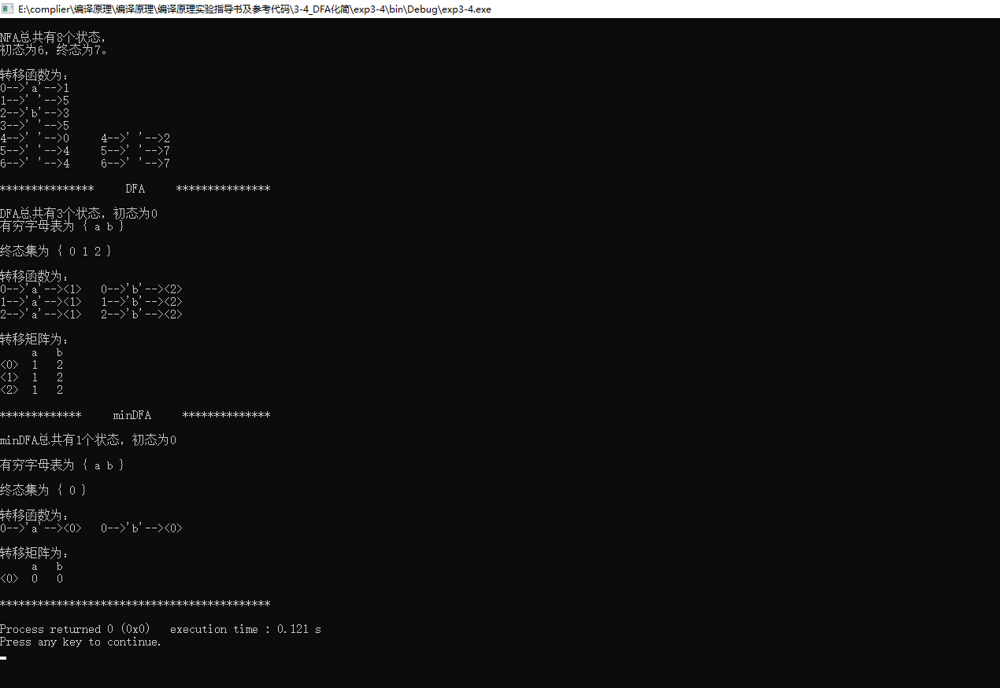 E:\complier\编译原理\编译原理\编译原理实验指导书及参考代码\3-4_DFA化简\exp3-4\bin\Debug\exp3-4.exe
NFA总共有8个状态，
初态为6，终态为7。
转移函数为：
0-->'a'-->1
1-->' '-->5
2-->'b'-->3
3-->' '-->5
4-->' '-->0     4-->' '-->2
5-->' '-->4     5-->' '-->7
6-->' '-->4     6-->' '-->7
***************     DFA     ***************
DFA总共有3个状态，初态为0
有穷字母表为 { a b }
终态集为 { 0 1 2 }
转移函数为：
0-->'a'--><1>   0-->'b'--><2>
1-->'a'--><1>   1-->'b'--><2>
2-->'a'--><1>   2-->'b'--><2>
转移矩阵为：
     a   b
<0>  1   2
<1>  1   2
<2>  1   2
*************     minDFA     **************
minDFA总共有1个状态，初态为0
有穷字母表为 { a b }
终态集为 { 0 }
转移函数为：
0-->'a'--><0>   0-->'b'--><0>
转移矩阵为：
     a   b
<0>  0   0
*******************************************
Process returned 0 (0x0)   execution time : 0.121 s
Press any key to continue.